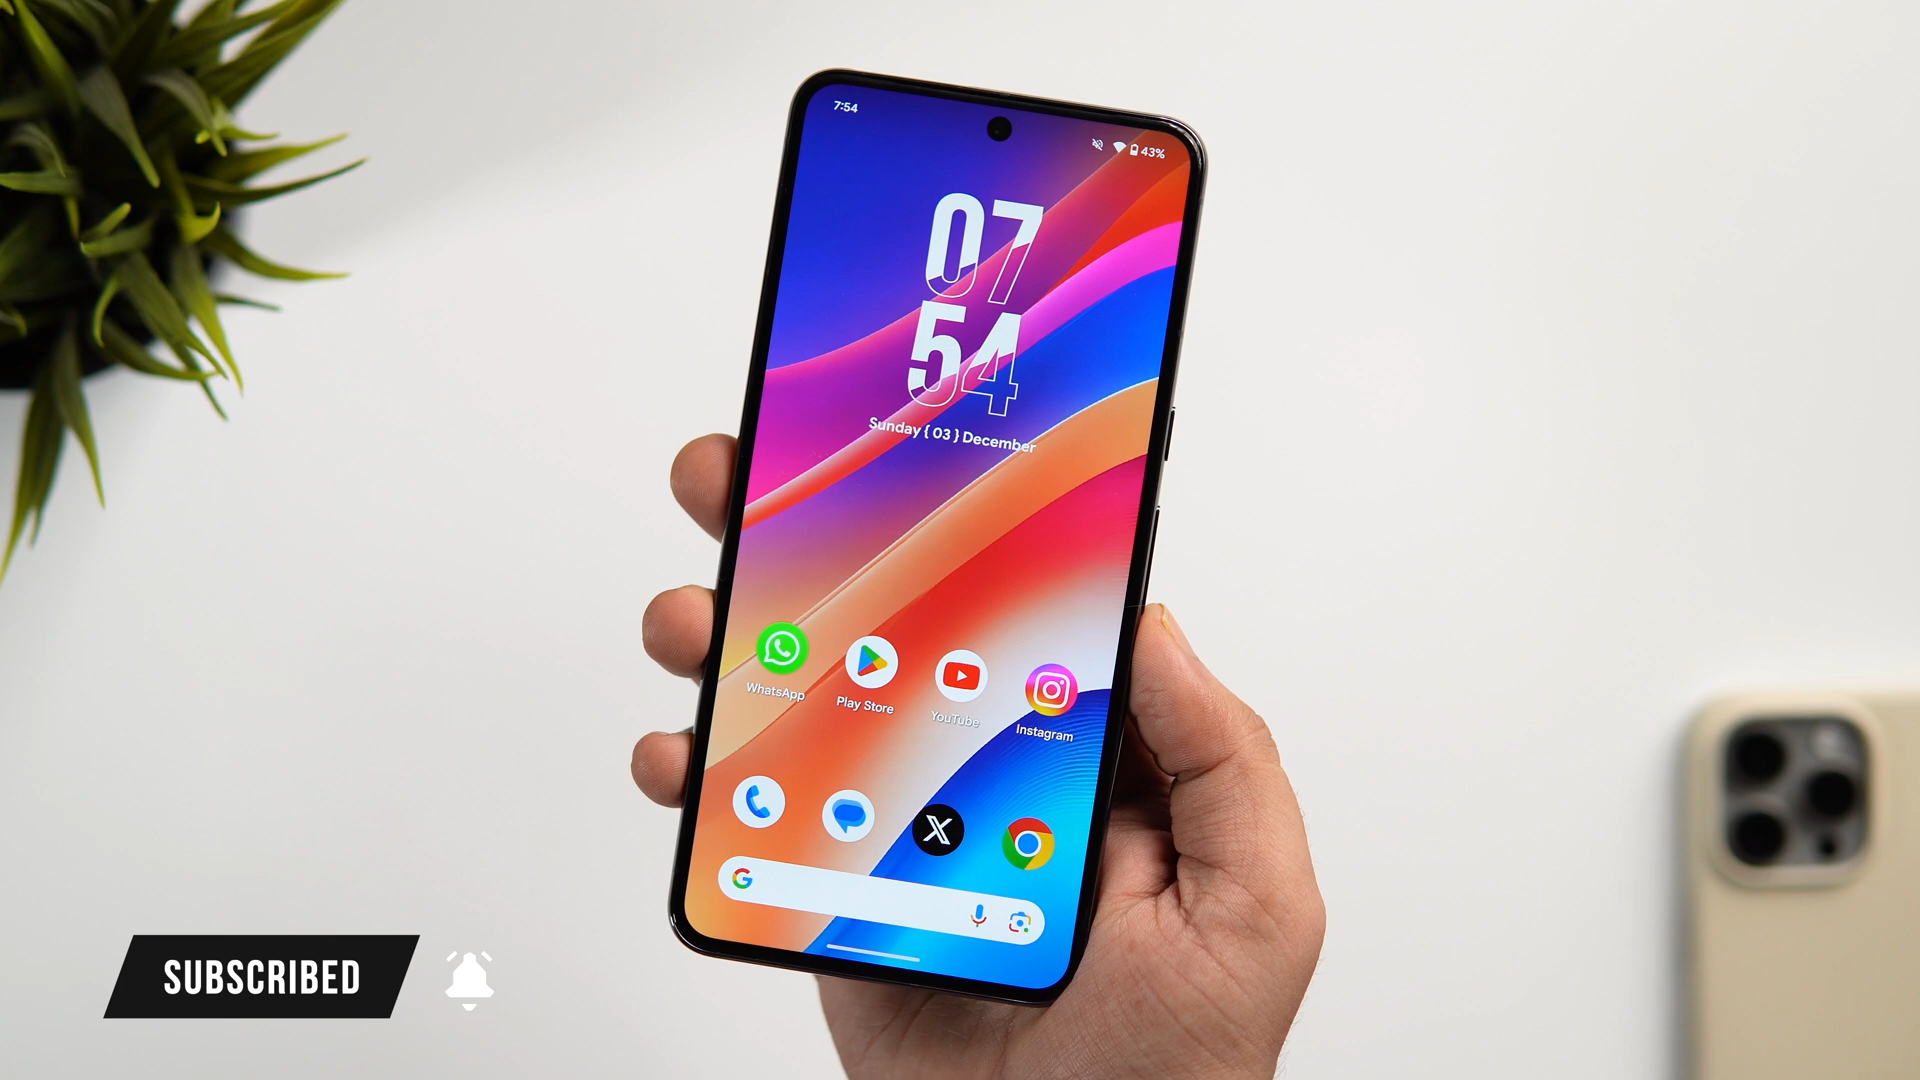 7:54
43%
07
54
Sunday { 03 } December
WhatsApp
Play Store
YouTube
Instagram
SUBSCRIBED